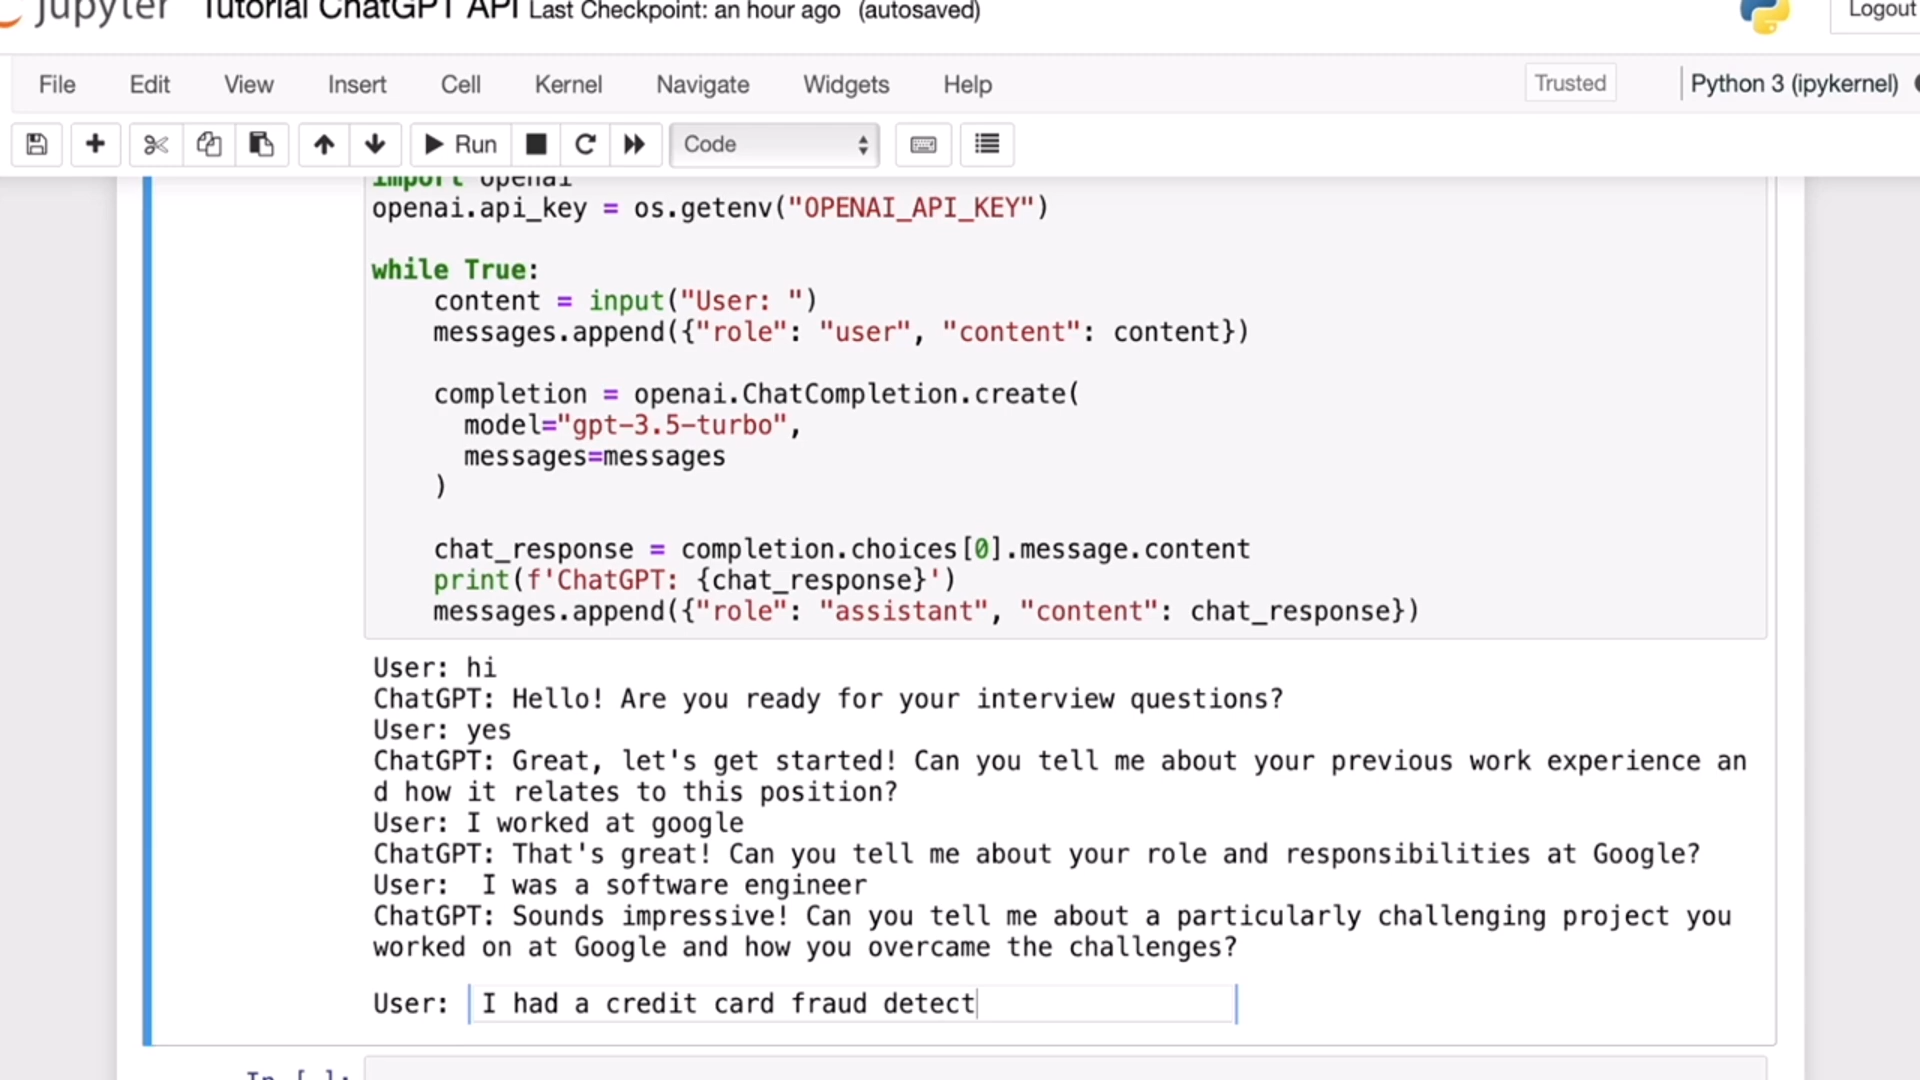 jupyter Tutorial ChatGPT API Last Checkpoint: an hour ago (autosaved) Logout
File Edit View Insert Cell Kernel Navigate Widgets Help Trusted Python 3 (ipykernel)
Run Code
import openai
openai.api_key = os.getenv("OPENAI_API_KEY")
while True:
    content = input("User: ")
    messages.append({"role": "user", "content": content})
    completion = openai.ChatCompletion.create(
      model="gpt-3.5-turbo",
      messages=messages
    )
    chat_response = completion.choices[0].message.content
    print(f'ChatGPT: {chat_response}')
    messages.append({"role": "assistant", "content": chat_response})
User: hi
ChatGPT: Hello! Are you ready for your interview questions?
User: yes
ChatGPT: Great, let's get started! Can you tell me about your previous work experience an
d how it relates to this position?
User: I worked at google
ChatGPT: That's great! Can you tell me about your role and responsibilities at Google?
User:  I was a software engineer
ChatGPT: Sounds impressive! Can you tell me about a particularly challenging project you
worked on at Google and how you overcame the challenges?
User: I had a credit card fraud detect
In [ ]: